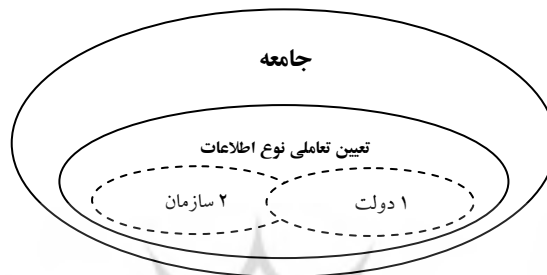 جامعه
تعیین تعاملی نوع اطلاعات
۱ دولت
۲ سازمان